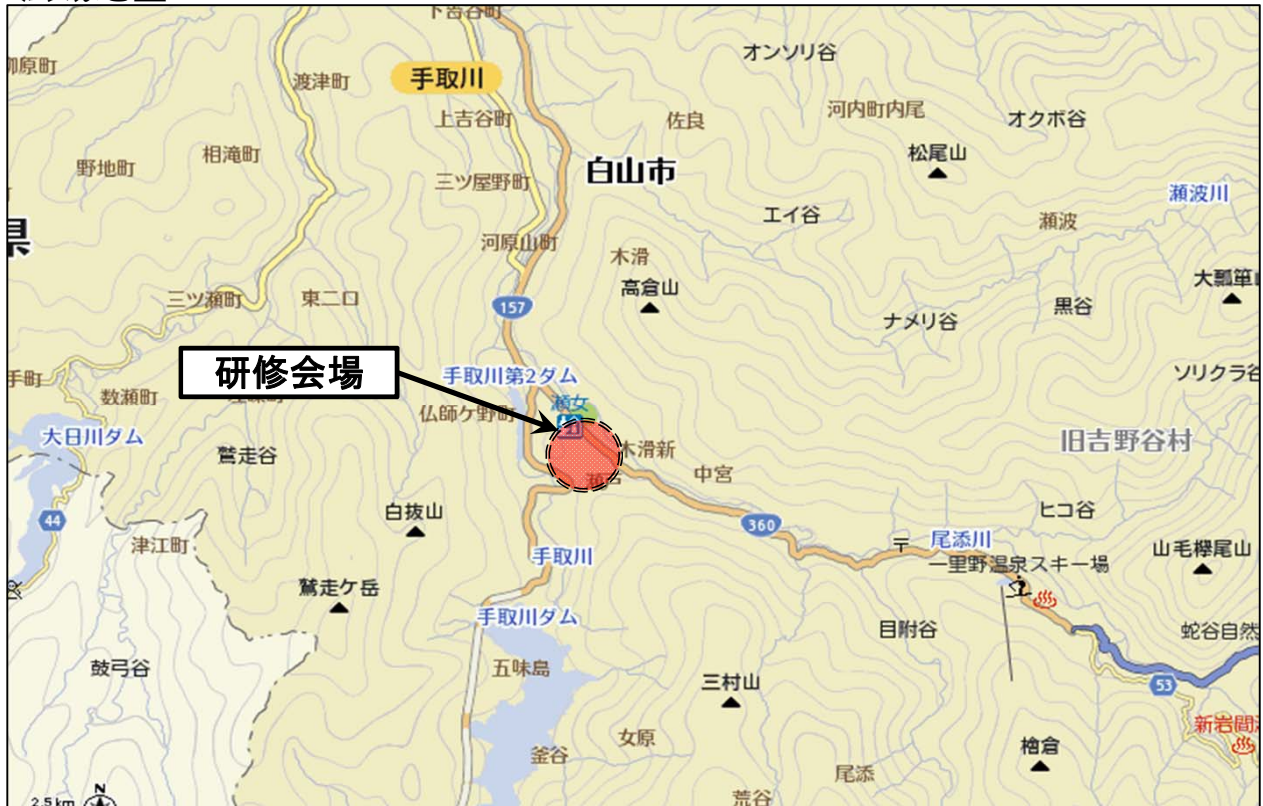 下吉谷町
柳原町
渡津町
手取川
オンソリ谷
上吉谷町
佐良
河内町内尾
オクボ谷
野地町
相滝町
三ツ屋野町
白山市
松尾山
瀬波川
エイ谷
瀬波
県
河原山町
木滑
高倉山
大瓢箪山
三ツ瀬町
東二口
157
ナメリ谷
黒谷
研修会場
手取川第2ダム
ソリクラ谷
手町
数瀬町
瀬女
仏師ケ野町
大日川ダム
鷲走谷
木滑新
中宮
旧吉野谷村
白抜山
44
360
ヒコ谷
津江町
手取川
尾添川
山毛欅尾山
一里野温泉スキー場
鷲走ケ岳
手取川ダム
目附谷
蛇谷自然
鼓弓谷
五味島
三村山
53
新岩間温
女原
釜谷
檜倉
尾添
荒谷
2.5km
N